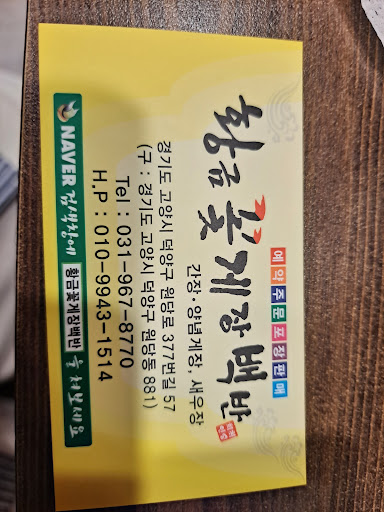 예약주문포장판매
황금꽃게장백반
간장·양념게장, 새우장
경기도 고양시 덕양구 원당로 377번길 57
(구 : 경기도 고양시 덕양구 원당동 881)
Tel : 031-967-8770
H.P : 010-9943-1514
NAVER 검색창에 황금꽃게장백반 을 쳐보세요